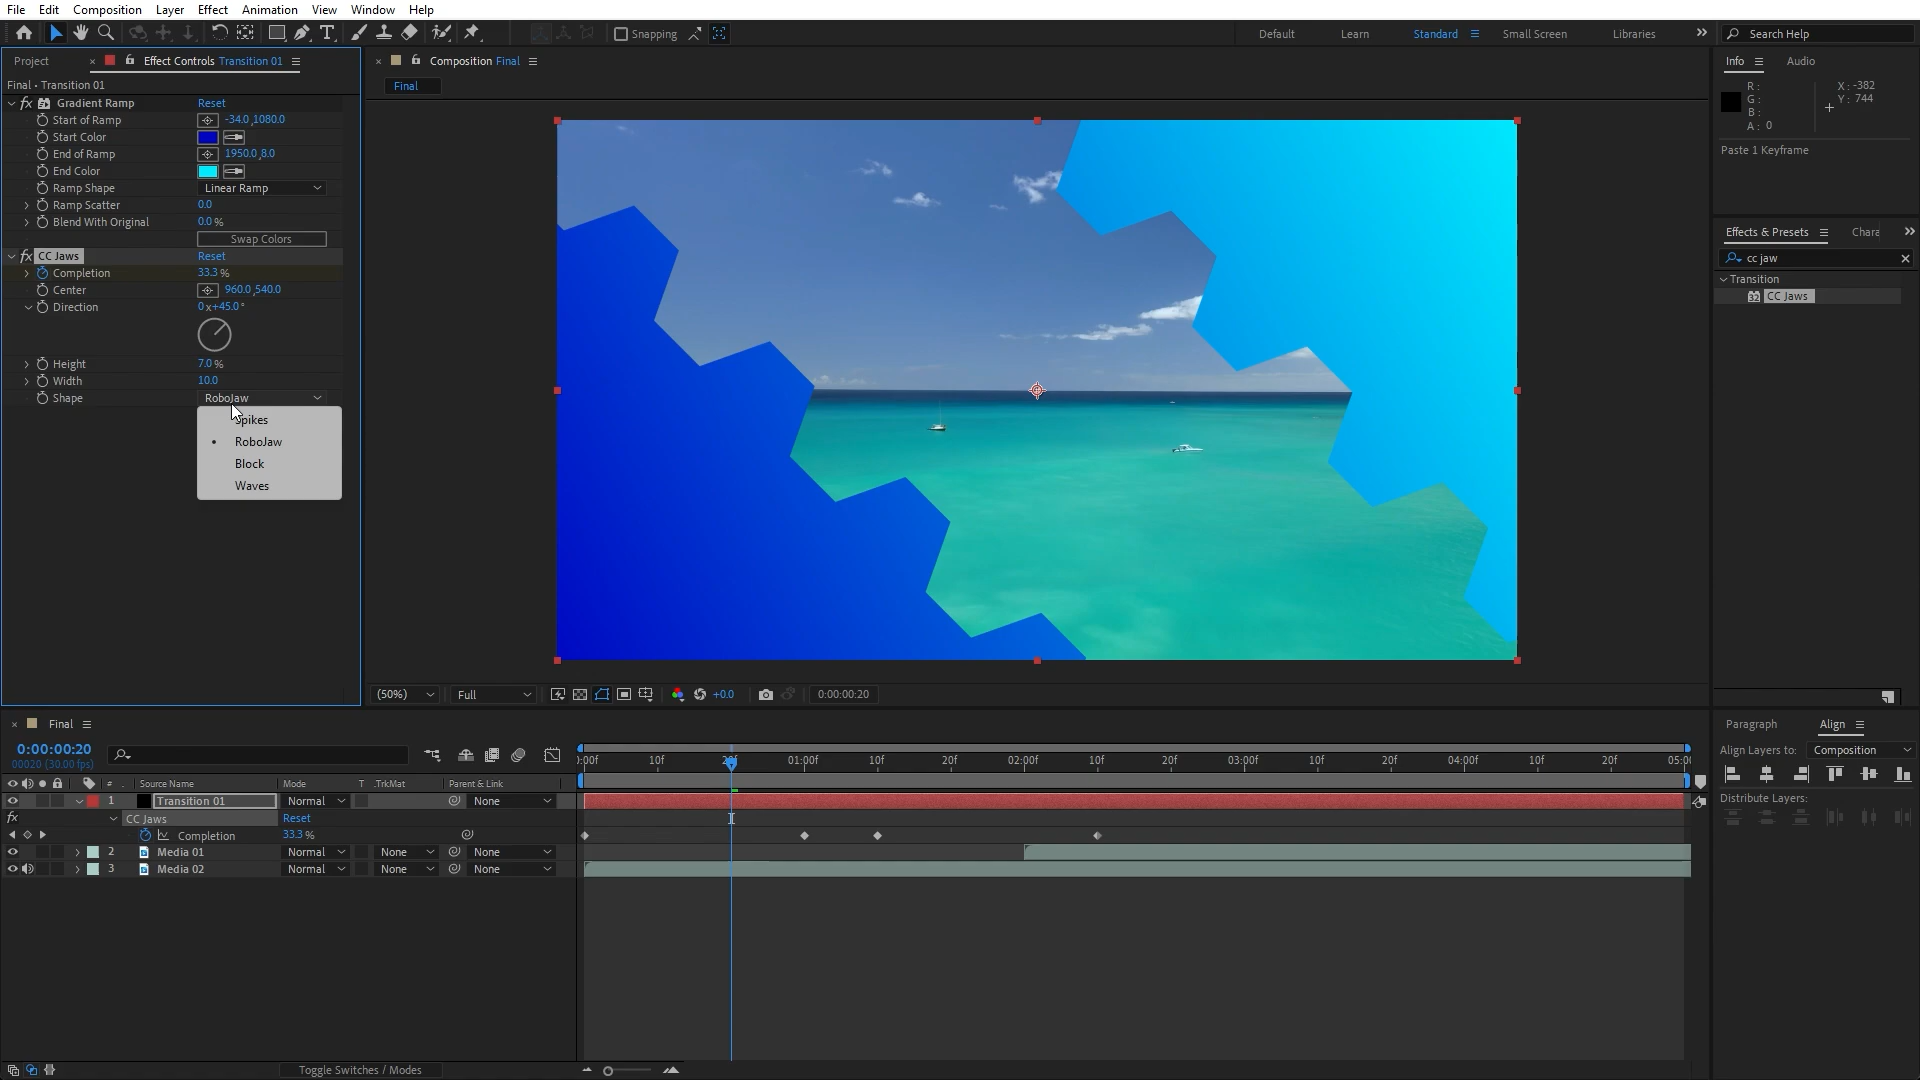 File Edit Composition Layer Effect Animation View Window Help
Snapping Default Learn Standard Small Screen Libraries Search Help
Project Effect Controls Transition 01 Composition Final Info Audio
Final • Transition 01 Final
R: X: -382
G: Y: 744
B:
A: 0
Paste 1 Keyframe
fx Gradient Ramp Reset
Start of Ramp -34.0,1080.0
Start Color
End of Ramp 1950.0,8.0
End Color
Ramp Shape Linear Ramp
Ramp Scatter 0.0
Blend With Original 0.0 %
Swap Colors
fx CC Jaws Reset
Completion 33.3 %
Center 960.0,540.0
Direction 0x+45.0°
Height 7.0 %
Width 10.0
Shape RoboJaw
Spikes
RoboJaw
Block
Waves
Effects & Presets Chara
cc jaw
Transition
32 CC Jaws
(50%) Full +0.0 0:00:00:20
Final
0:00:00:20
00020 (30.00 fps)
10f 01:00f 10f 20f 02:00f 10f 20f 03:00f 10f 20f 04:00f 10f 20f 05:00
# Source Name Mode T .TrkMat Parent & Link
1 Transition 01 Normal None
fx CC Jaws Reset
Completion 33.3 %
2 Media 01 Normal None None
3 Media 02 Normal None None
Toggle Switches / Modes
Paragraph Align
Align Layers to: Composition
Distribute Layers: